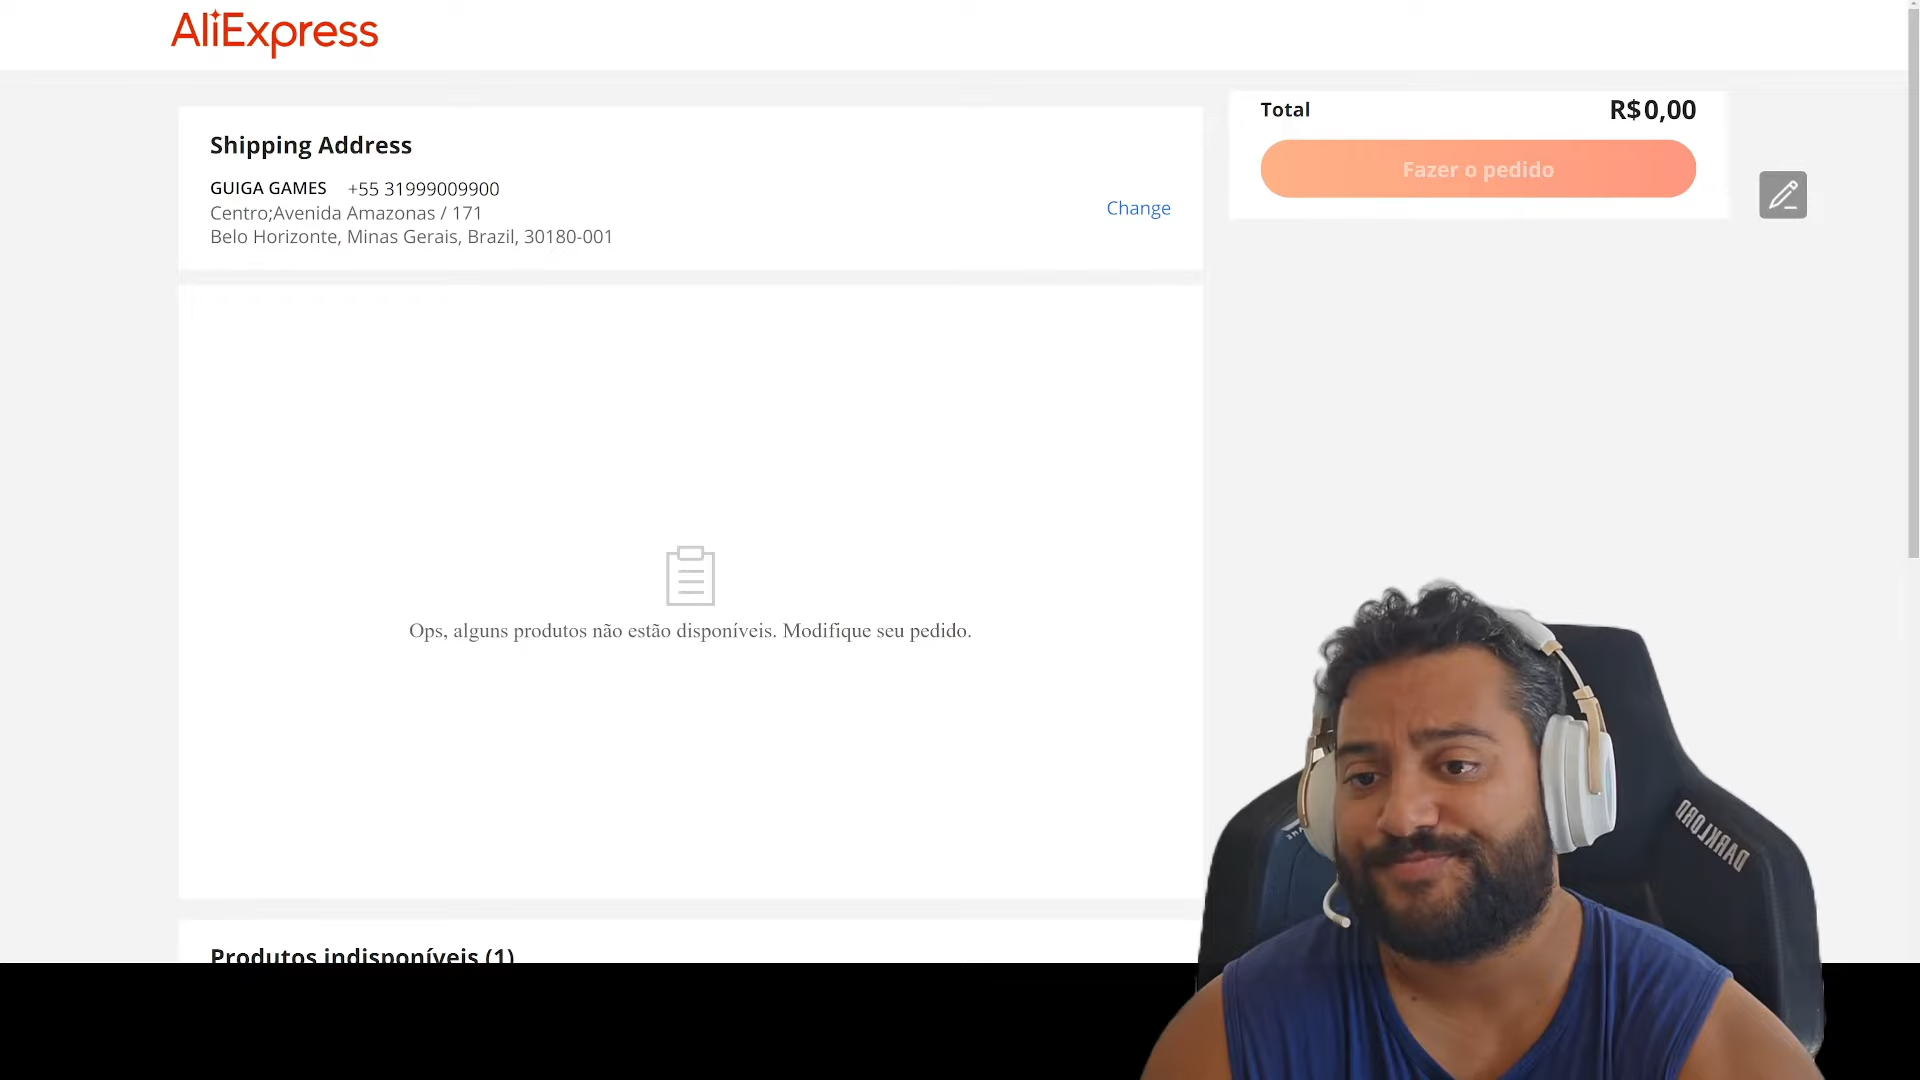 AliExpress
Shipping Address
GUIGA GAMES +55 31999009900
Centro;Avenida Amazonas / 171
Belo Horizonte, Minas Gerais, Brazil, 30180-001
Change
Total R$0,00
Fazer o pedido
Ops, alguns produtos não estão disponíveis. Modifique seu pedido.
Produtos indisponíveis (1)
DARKLORD